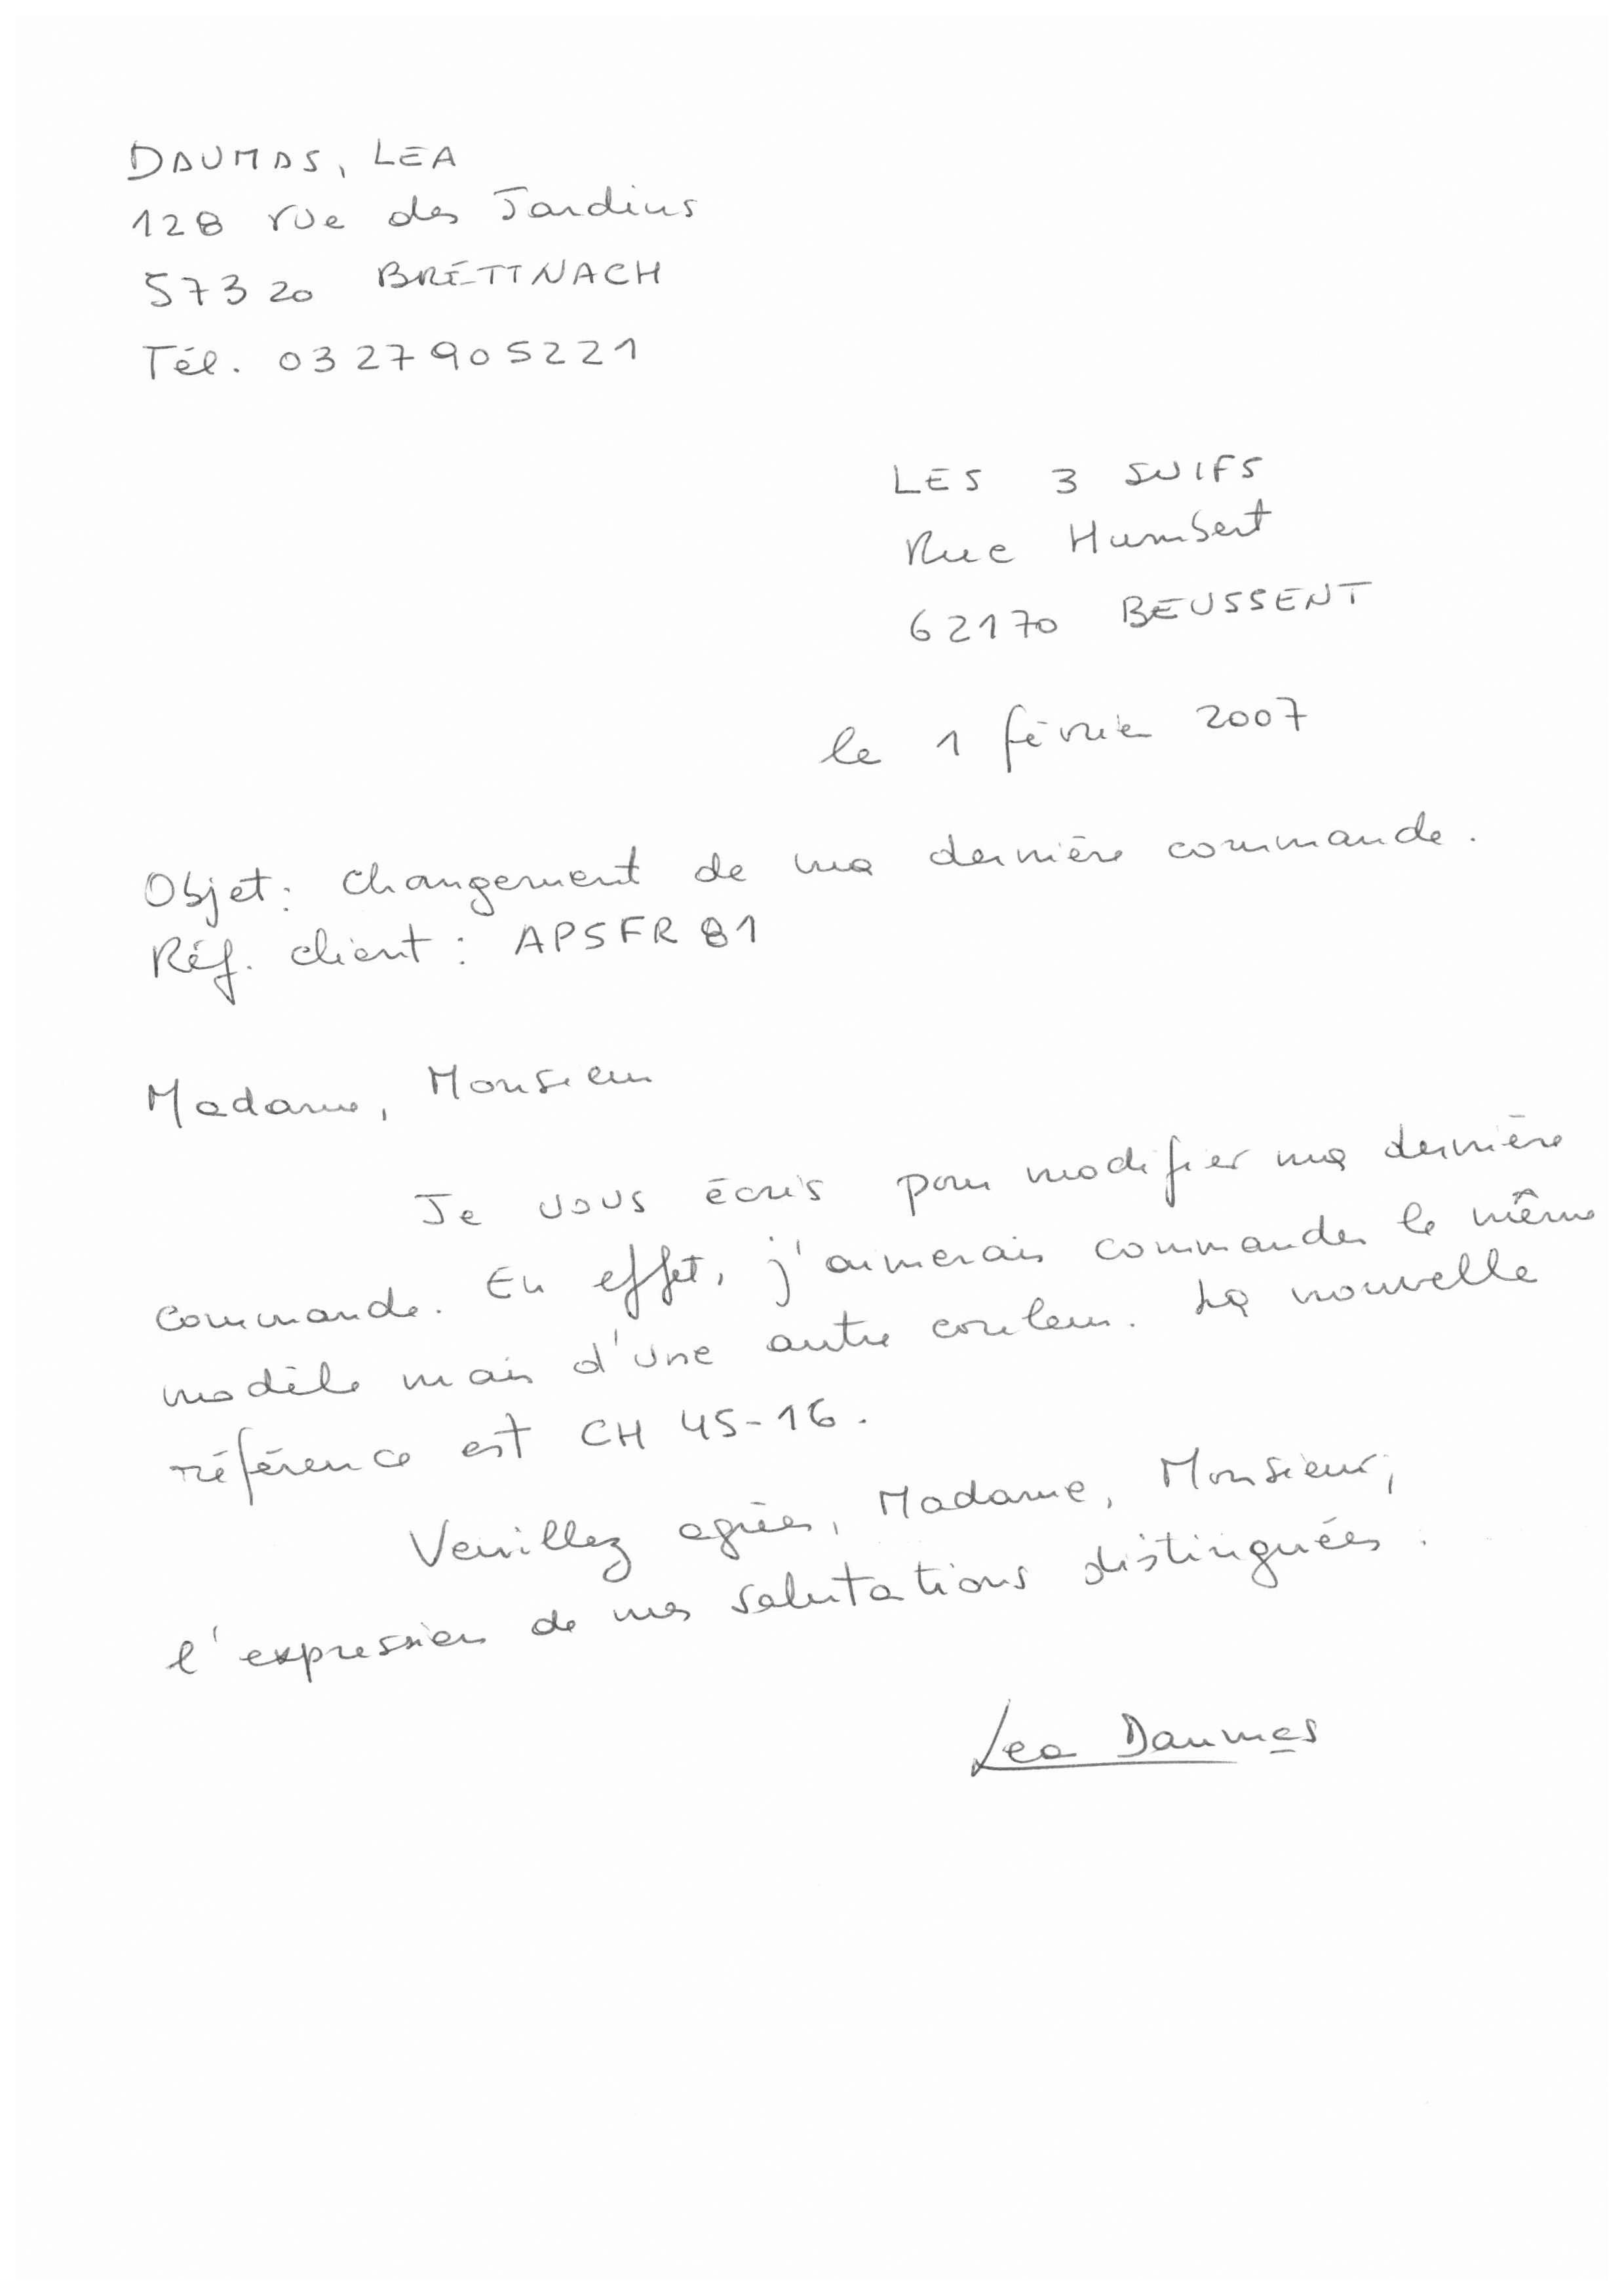 DAUMAS, LEA
128 rue des Jardins
57320 BRETTNACH
Tél. 0327905221
LES 3 SUIFS
Rue Humbert
62170 BEUSSENT
le 1 février 2007
Objet: changement de ma dernière commande.
Réf. client : APSFR81
Madame, Monsieur
Je vous écris pour modifier ma dernière
commande. En effet, j'aimerais commander le même
modèle mais d'une autre couleur. La nouvelle
référence est CH 45-16.
Veuillez agréer, Madame, Monsieur,
l'expression de mes salutations distinguées.
Lea Daumas